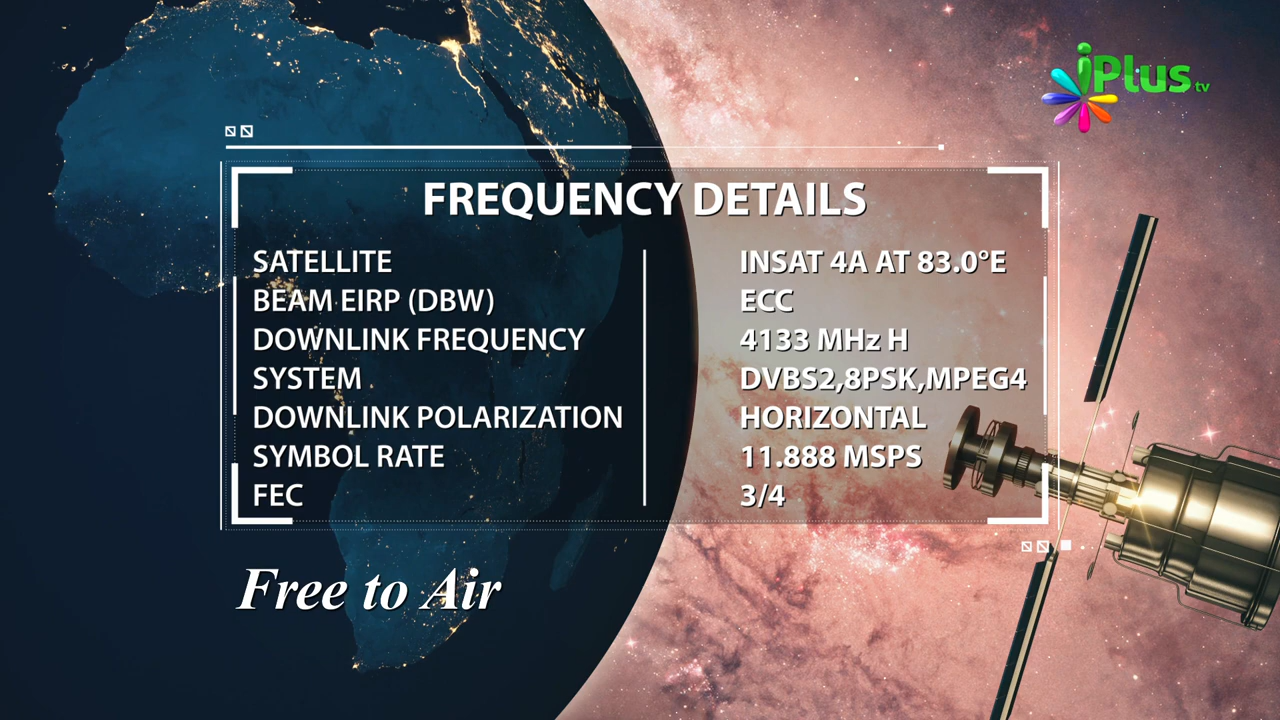 iPlus tv
FREQUENCY DETAILS
SATELLITE INSAT 4A AT 83.0°E
BEAM EIRP (DBW) ECC
DOWNLINK FREQUENCY 4133 MHz H
SYSTEM DVBS2,8PSK,MPEG4
DOWNLINK POLARIZATION HORIZONTAL
SYMBOL RATE 11.888 MSPS
FEC 3/4
Free to Air